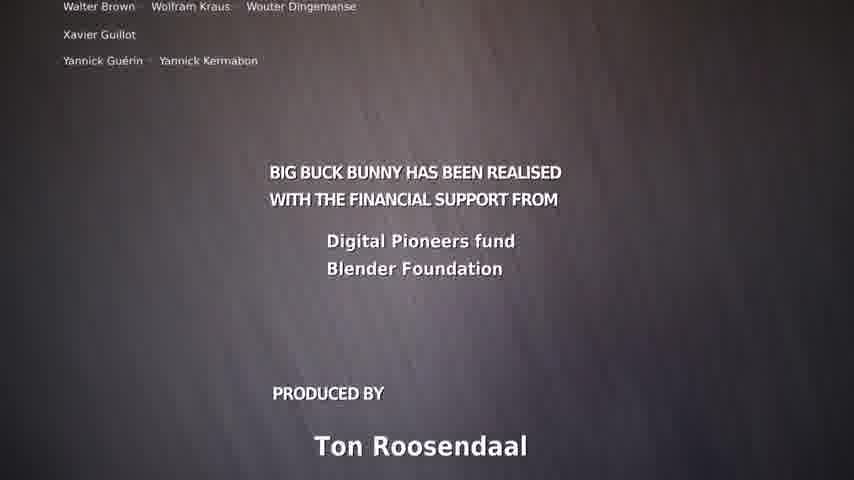 Walter Brown - Wolfram Kraus - Wouter Dingemanse
Xavier Guillot
Yannick Guérin - Yannick Kermabon
BIG BUCK BUNNY HAS BEEN REALISED
WITH THE FINANCIAL SUPPORT FROM
Digital Pioneers fund
Blender Foundation
PRODUCED BY
Ton Roosendaal